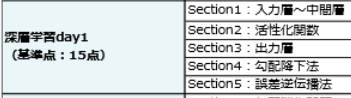 深層学習day1
(基準点:15点)
Section1:入力層～中間層
Section2:活性化関数
Section3:出力層
Section4:勾配降下法
Section5:誤差逆伝播法